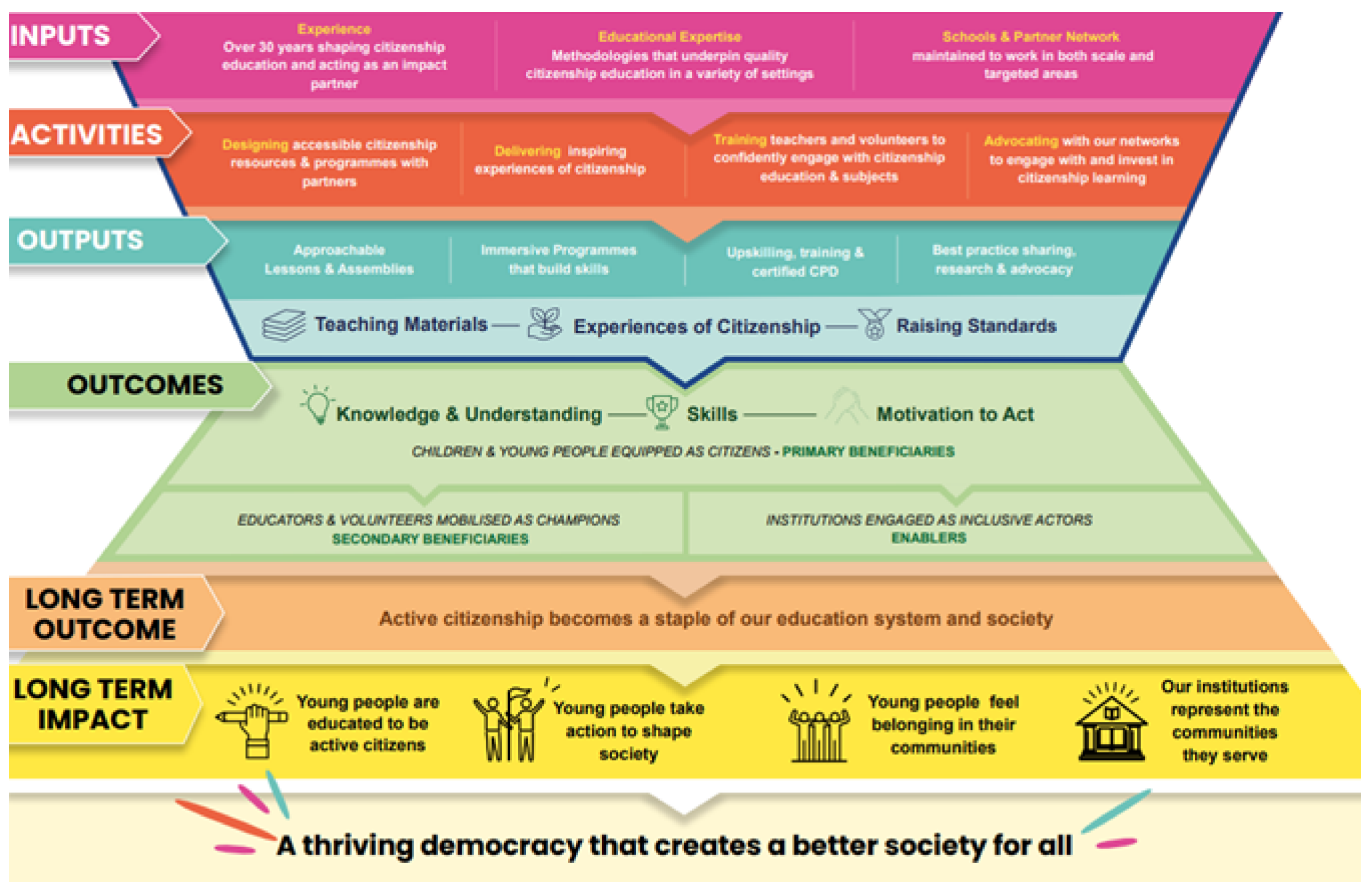 INPUTS
Experience
Over 30 years shaping citizenship
education and acting as an impact
partner
Educational Expertise
Methodologies that underpin quality
citizenship education in a variety of settings
Schools & Partner Network
maintained to work in both scale and
targeted areas
ACTIVITIES
Designing accessible citizenship
resources & programmes with
partners
Delivering inspiring
experiences of citizenship
Training teachers and volunteers to
confidently engage with citizenship
education & subjects
Advocating with our networks
to engage with and invest in
citizenship learning
OUTPUTS
Approachable
Lessons & Assemblies
Immersive Programmes
that build skills
Upskilling, training &
certified CPD
Best practice sharing,
research & advocacy
Teaching Materials
Experiences of Citizenship
Raising Standards
OUTCOMES
Knowledge & Understanding
Skills
Motivation to Act
CHILDREN & YOUNG PEOPLE EQUIPPED AS CITIZENS - PRIMARY BENEFICIARIES
EDUCATORS & VOLUNTEERS MOBILISED AS CHAMPIONS
SECONDARY BENEFICIARIES
INSTITUTIONS ENGAGED AS INCLUSIVE ACTORS
ENABLERS
LONG TERM
OUTCOME
Active citizenship becomes a staple of our education system and society
LONG TERM
IMPACT
Young people are
educated to be
active citizens
Young people take
action to shape
society
Young people feel
belonging in their
communities
Our institutions
represent the
communities
they serve
A thriving democracy that creates a better society for all